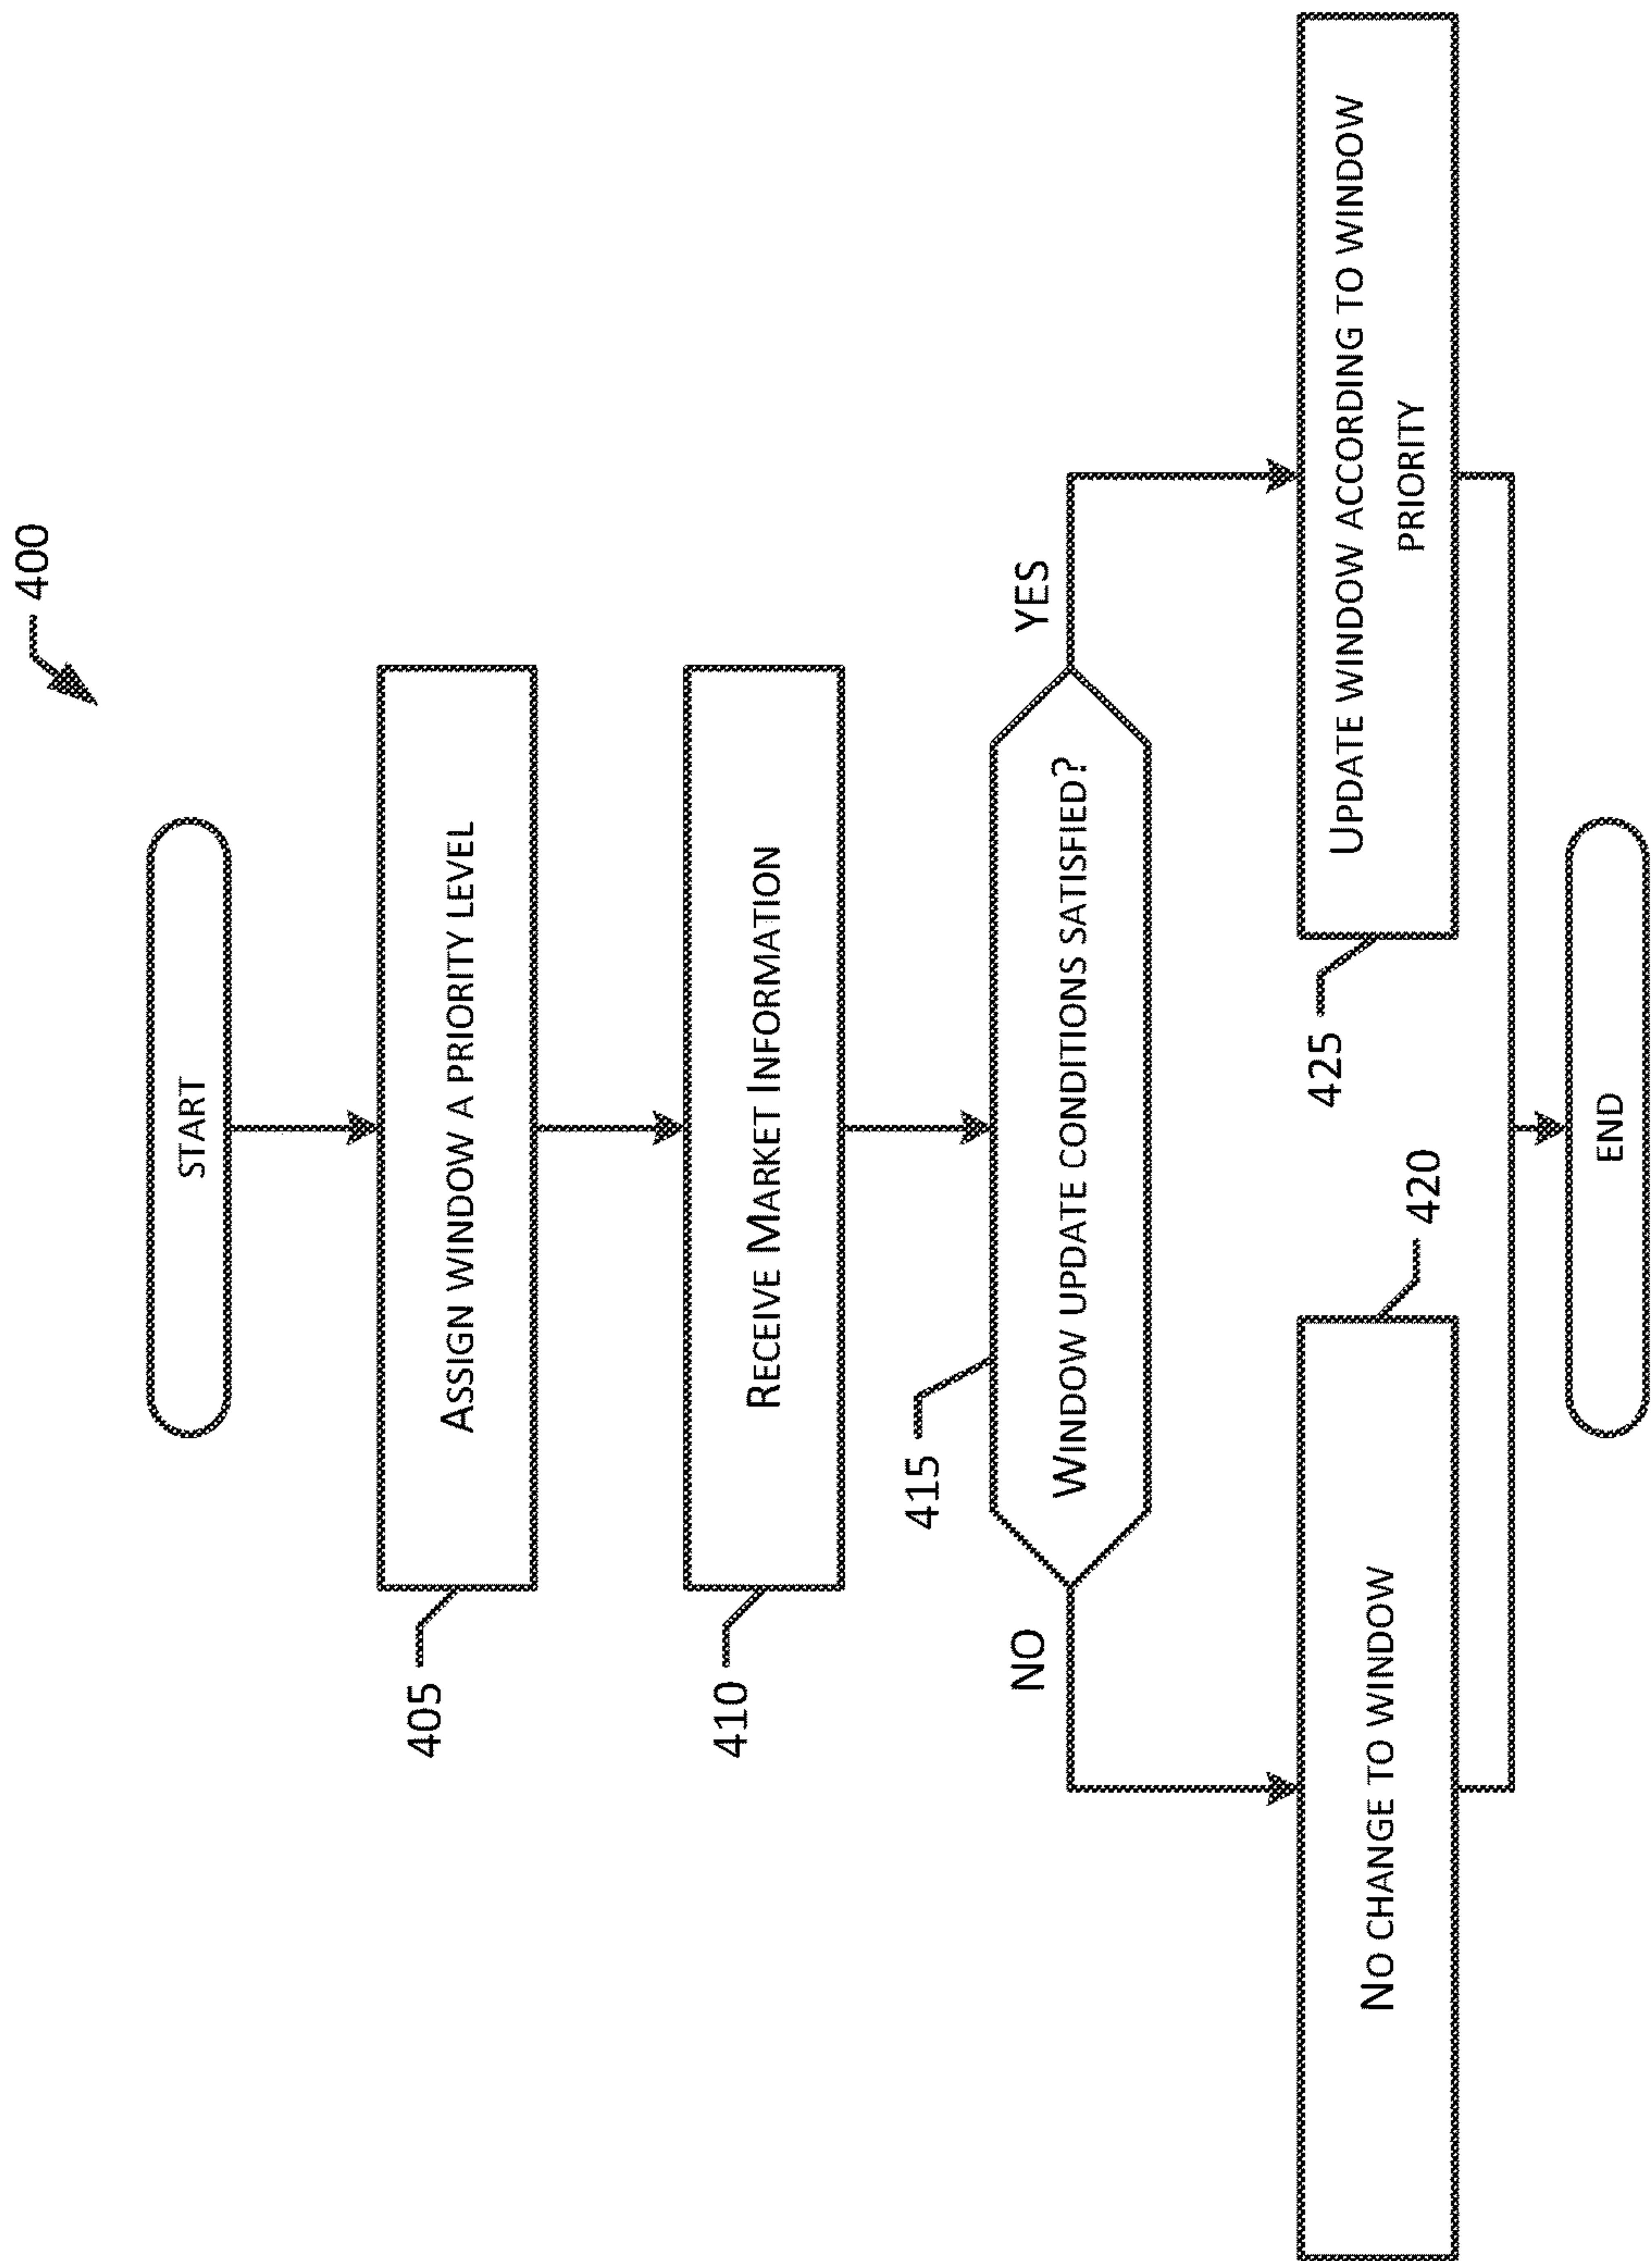 400
START
ASSIGN WINDOW A PRIORITY LEVEL
405
RECEIVE MARKET INFORMATION
410
415
WINDOW UPDATE CONDITIONS SATISFIED?
NO
YES
NO CHANGE TO WINDOW
420
425
UPDATE WINDOW ACCORDING TO WINDOW
PRIORITY
END